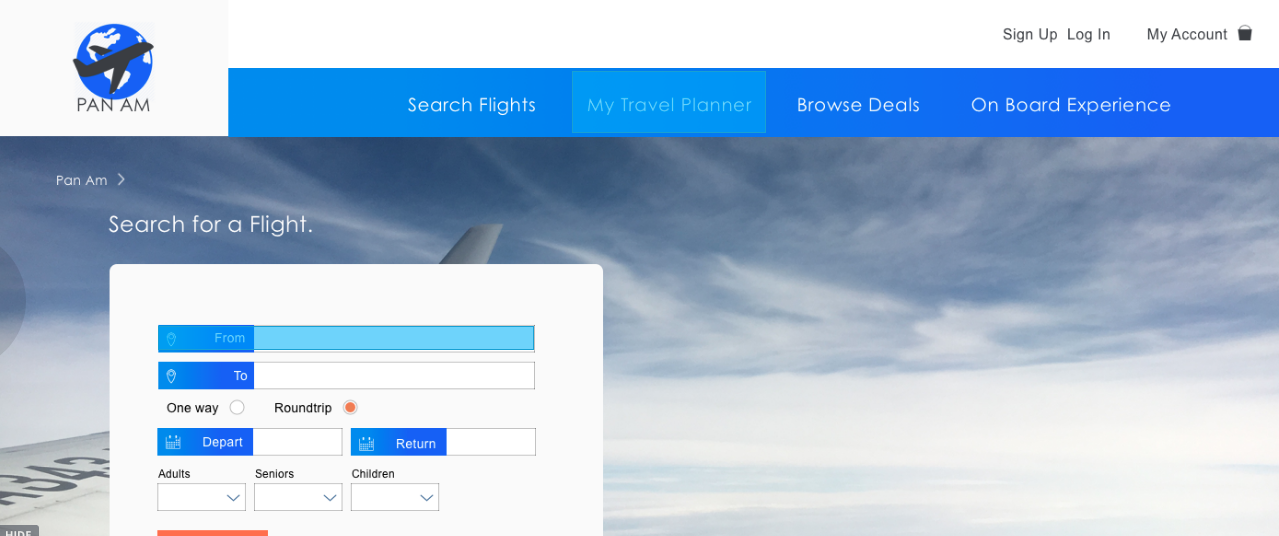 Sign Up Log In My Account
PAN AM
Search Flights My Travel Planner Browse Deals On Board Experience
Pan Am
Search for a Flight.
From
To
One way Roundtrip
Depart Return
Adults Seniors Children
A343
HIDE